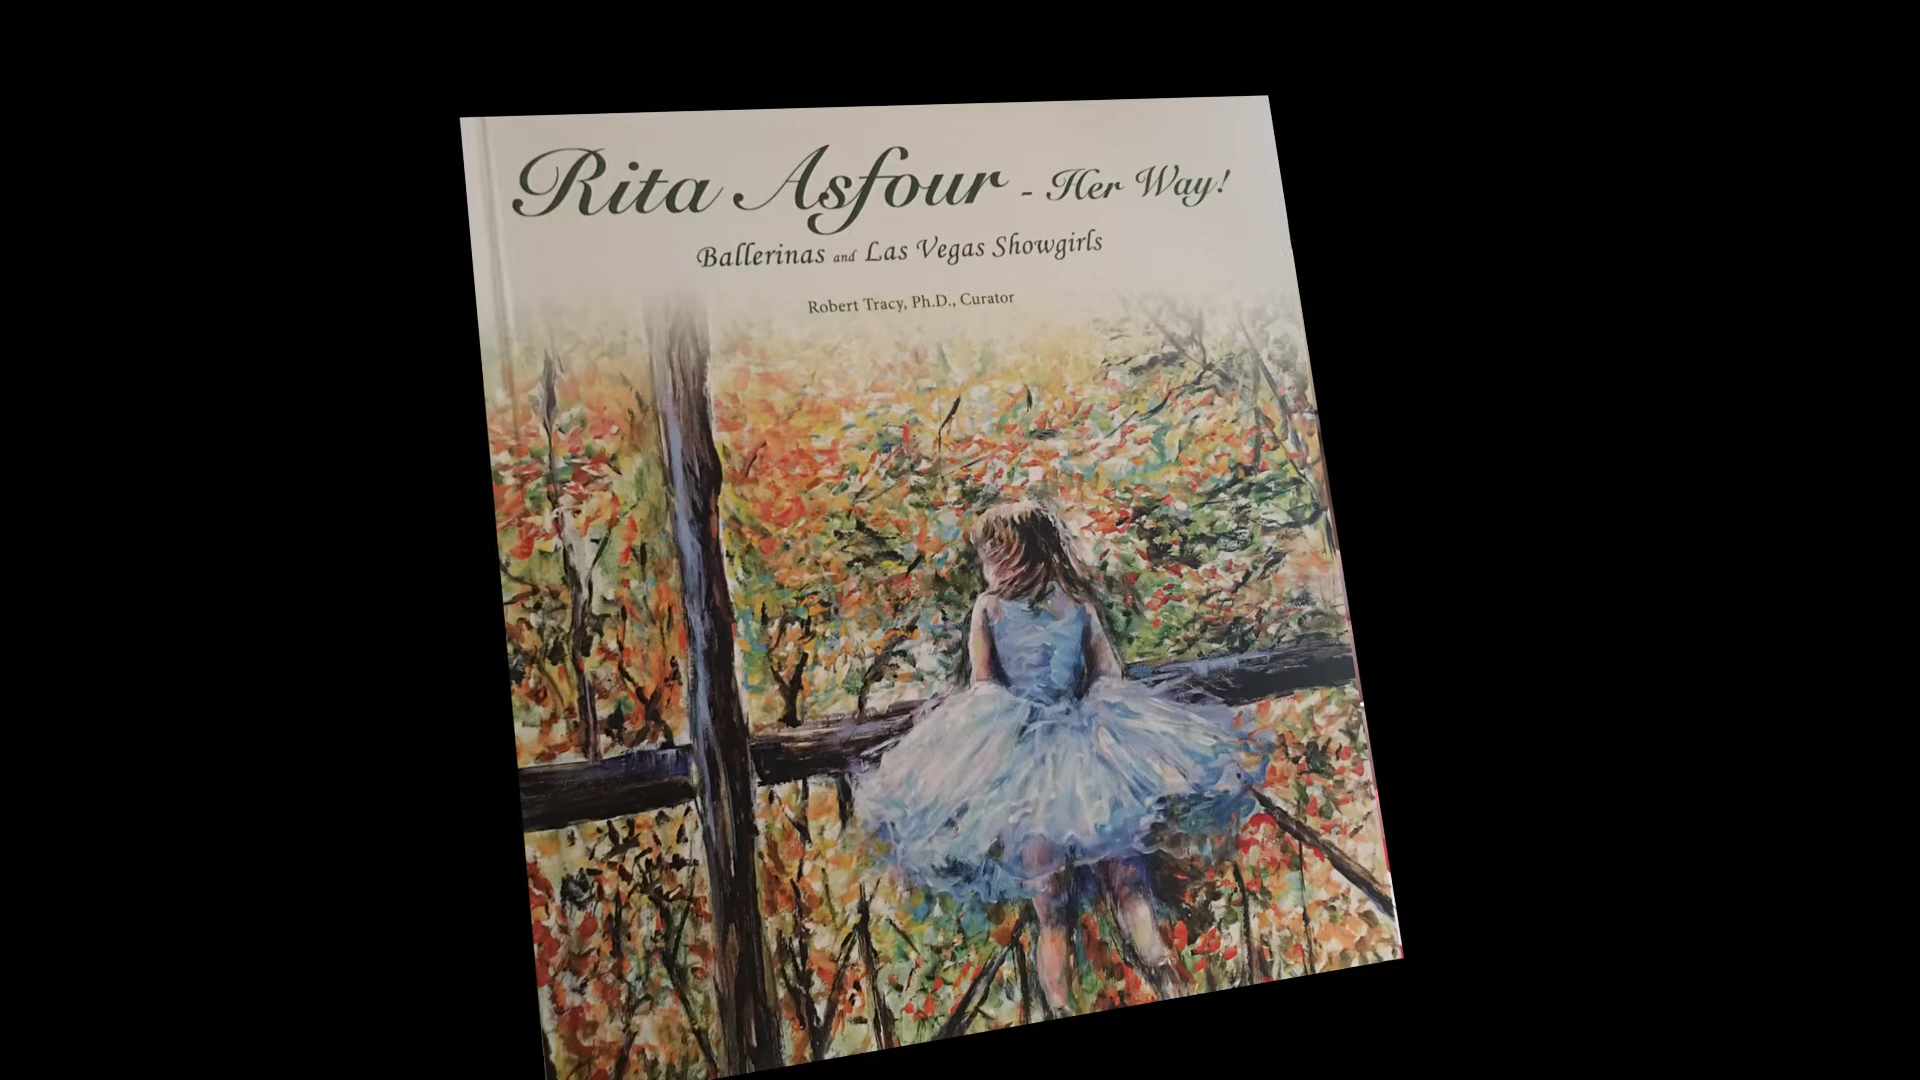 Rita Asfour - Her Way!
Ballerinas and Las Vegas Showgirls
Robert Tracy, Ph.D., Curator